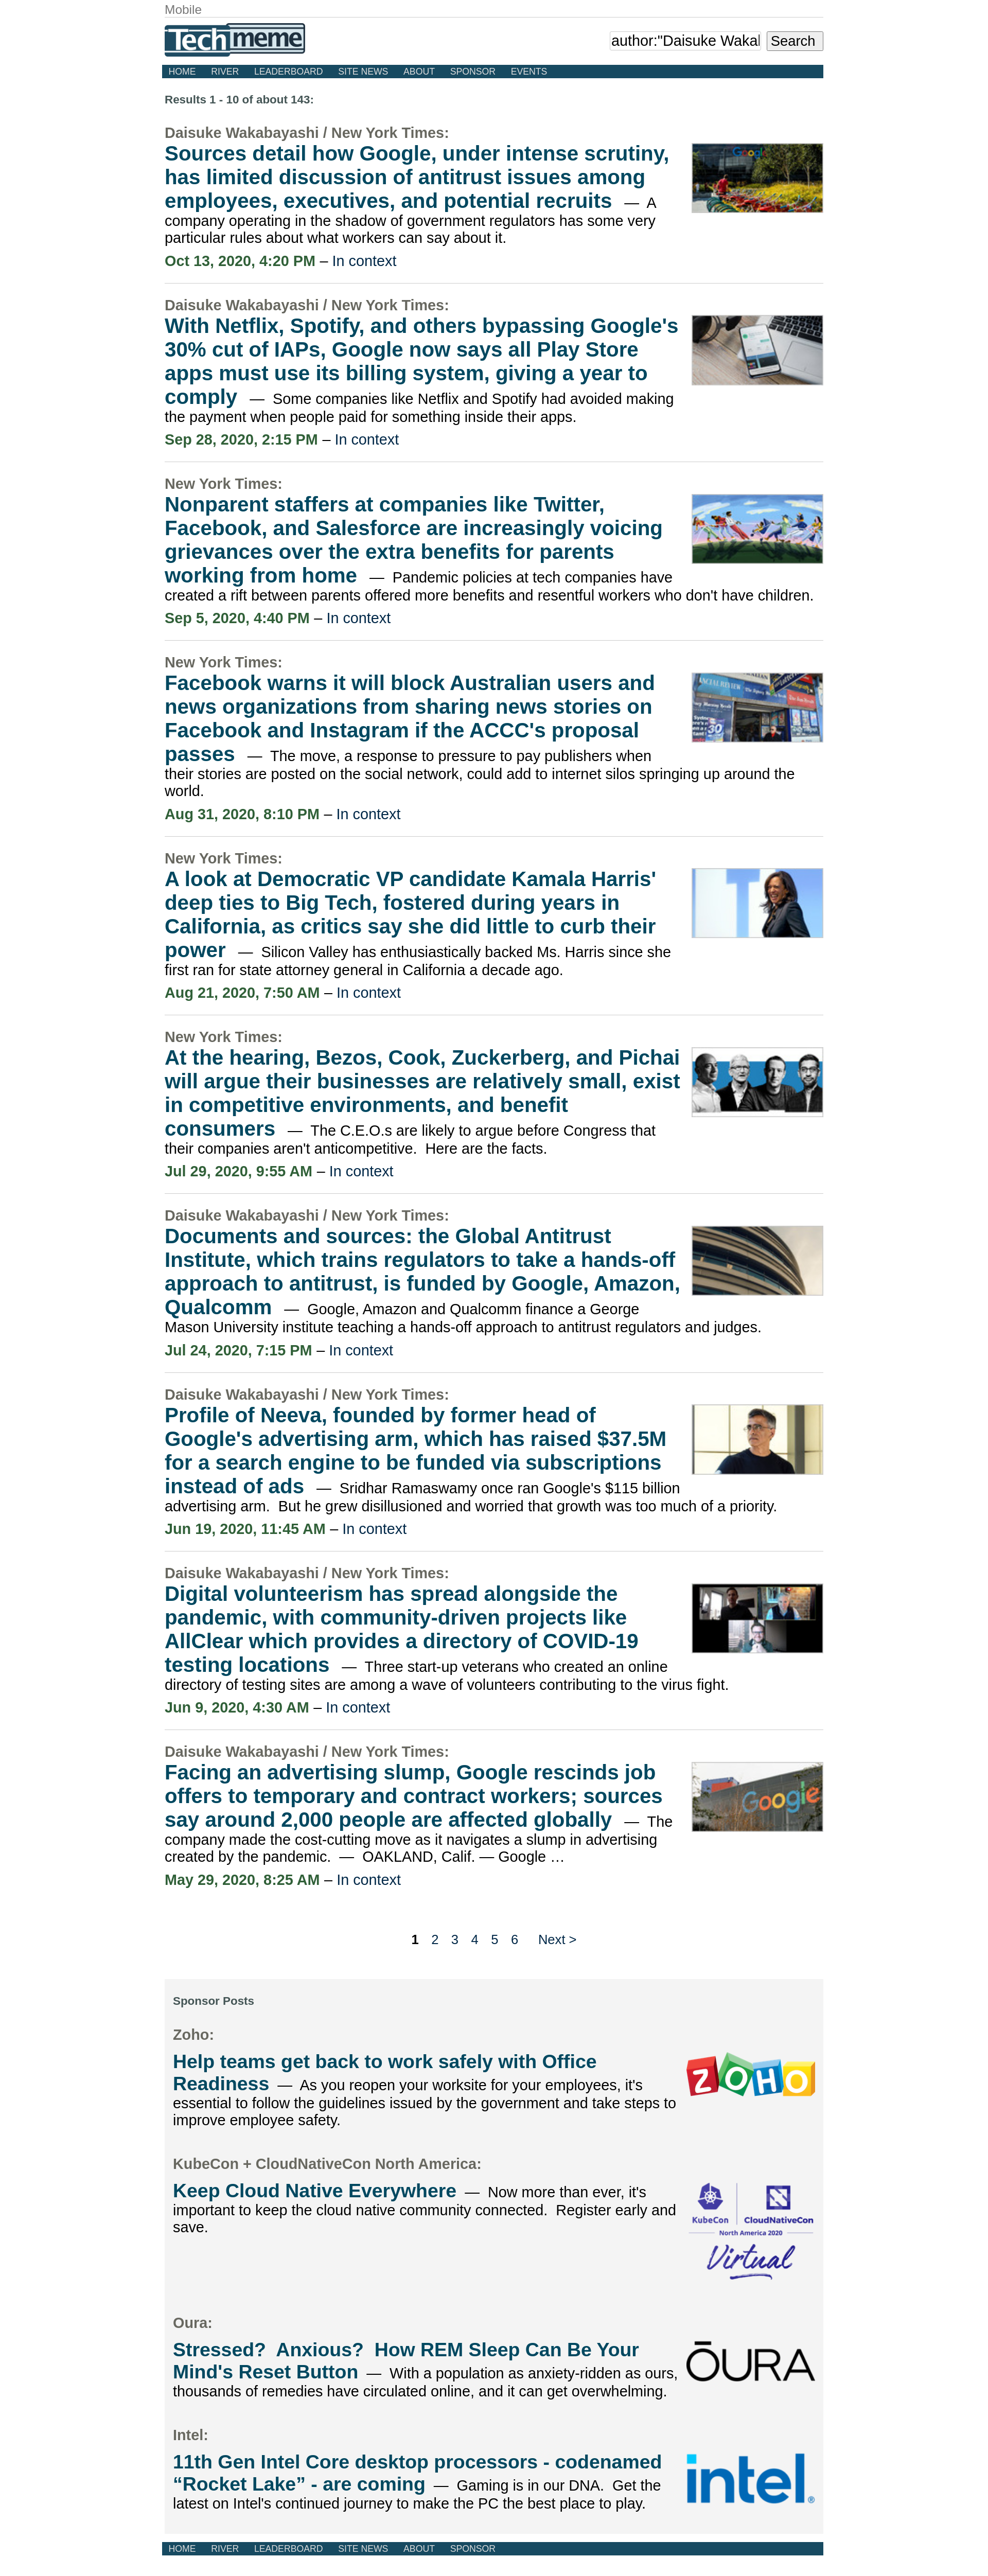 Mobile
Techmeme
author:"Daisuke Wakal
Search
HOME RIVER LEADERBOARD SITE NEWS ABOUT SPONSOR EVENTS
Results 1 - 10 of about 143:
Daisuke Wakabayashi / New York Times:
Sources detail how Google, under intense scrutiny,
has limited discussion of antitrust issues among
employees, executives, and potential recruits — A
company operating in the shadow of government regulators has some very
particular rules about what workers can say about it.
Oct 13, 2020, 4:20 PM – In context
Daisuke Wakabayashi / New York Times:
With Netflix, Spotify, and others bypassing Google's
30% cut of IAPs, Google now says all Play Store
apps must use its billing system, giving a year to
comply — Some companies like Netflix and Spotify had avoided making
the payment when people paid for something inside their apps.
Sep 28, 2020, 2:15 PM – In context
New York Times:
Nonparent staffers at companies like Twitter,
Facebook, and Salesforce are increasingly voicing
grievances over the extra benefits for parents
working from home — Pandemic policies at tech companies have
created a rift between parents offered more benefits and resentful workers who don't have children.
Sep 5, 2020, 4:40 PM – In context
New York Times:
Facebook warns it will block Australian users and
news organizations from sharing news stories on
Facebook and Instagram if the ACCC's proposal
passes — The move, a response to pressure to pay publishers when
their stories are posted on the social network, could add to internet silos springing up around the
world.
Aug 31, 2020, 8:10 PM – In context
New York Times:
A look at Democratic VP candidate Kamala Harris'
deep ties to Big Tech, fostered during years in
California, as critics say she did little to curb their
power — Silicon Valley has enthusiastically backed Ms. Harris since she
first ran for state attorney general in California a decade ago.
Aug 21, 2020, 7:50 AM – In context
New York Times:
At the hearing, Bezos, Cook, Zuckerberg, and Pichai
will argue their businesses are relatively small, exist
in competitive environments, and benefit
consumers — The C.E.O.s are likely to argue before Congress that
their companies aren't anticompetitive. Here are the facts.
Jul 29, 2020, 9:55 AM – In context
Daisuke Wakabayashi / New York Times:
Documents and sources: the Global Antitrust
Institute, which trains regulators to take a hands-off
approach to antitrust, is funded by Google, Amazon,
Qualcomm — Google, Amazon and Qualcomm finance a George
Mason University institute teaching a hands-off approach to antitrust regulators and judges.
Jul 24, 2020, 7:15 PM – In context
Daisuke Wakabayashi / New York Times:
Profile of Neeva, founded by former head of
Google's advertising arm, which has raised $37.5M
for a search engine to be funded via subscriptions
instead of ads — Sridhar Ramaswamy once ran Google's $115 billion
advertising arm. But he grew disillusioned and worried that growth was too much of a priority.
Jun 19, 2020, 11:45 AM – In context
Daisuke Wakabayashi / New York Times:
Digital volunteerism has spread alongside the
pandemic, with community-driven projects like
AllClear which provides a directory of COVID-19
testing locations — Three start-up veterans who created an online
directory of testing sites are among a wave of volunteers contributing to the virus fight.
Jun 9, 2020, 4:30 AM – In context
Daisuke Wakabayashi / New York Times:
Facing an advertising slump, Google rescinds job
offers to temporary and contract workers; sources
say around 2,000 people are affected globally — The
company made the cost-cutting move as it navigates a slump in advertising
created by the pandemic. — OAKLAND, Calif. — Google …
Google
May 29, 2020, 8:25 AM – In context
1 2 3 4 5 6 Next >
Sponsor Posts
Zoho:
Help teams get back to work safely with Office
Readiness — As you reopen your worksite for your employees, it's
essential to follow the guidelines issued by the government and take steps to
improve employee safety.
ZOHO
KubeCon + CloudNativeCon North America:
Keep Cloud Native Everywhere — Now more than ever, it's
important to keep the cloud native community connected. Register early and
save.
KubeCon CloudNativeCon
North America 2020
Virtual
Oura:
Stressed? Anxious? How REM Sleep Can Be Your
Mind's Reset Button — With a population as anxiety-ridden as ours,
thousands of remedies have circulated online, and it can get overwhelming.
ŌURA
Intel:
11th Gen Intel Core desktop processors - codenamed
“Rocket Lake” - are coming — Gaming is in our DNA. Get the
latest on Intel's continued journey to make the PC the best place to play.
intel®
HOME RIVER LEADERBOARD SITE NEWS ABOUT SPONSOR